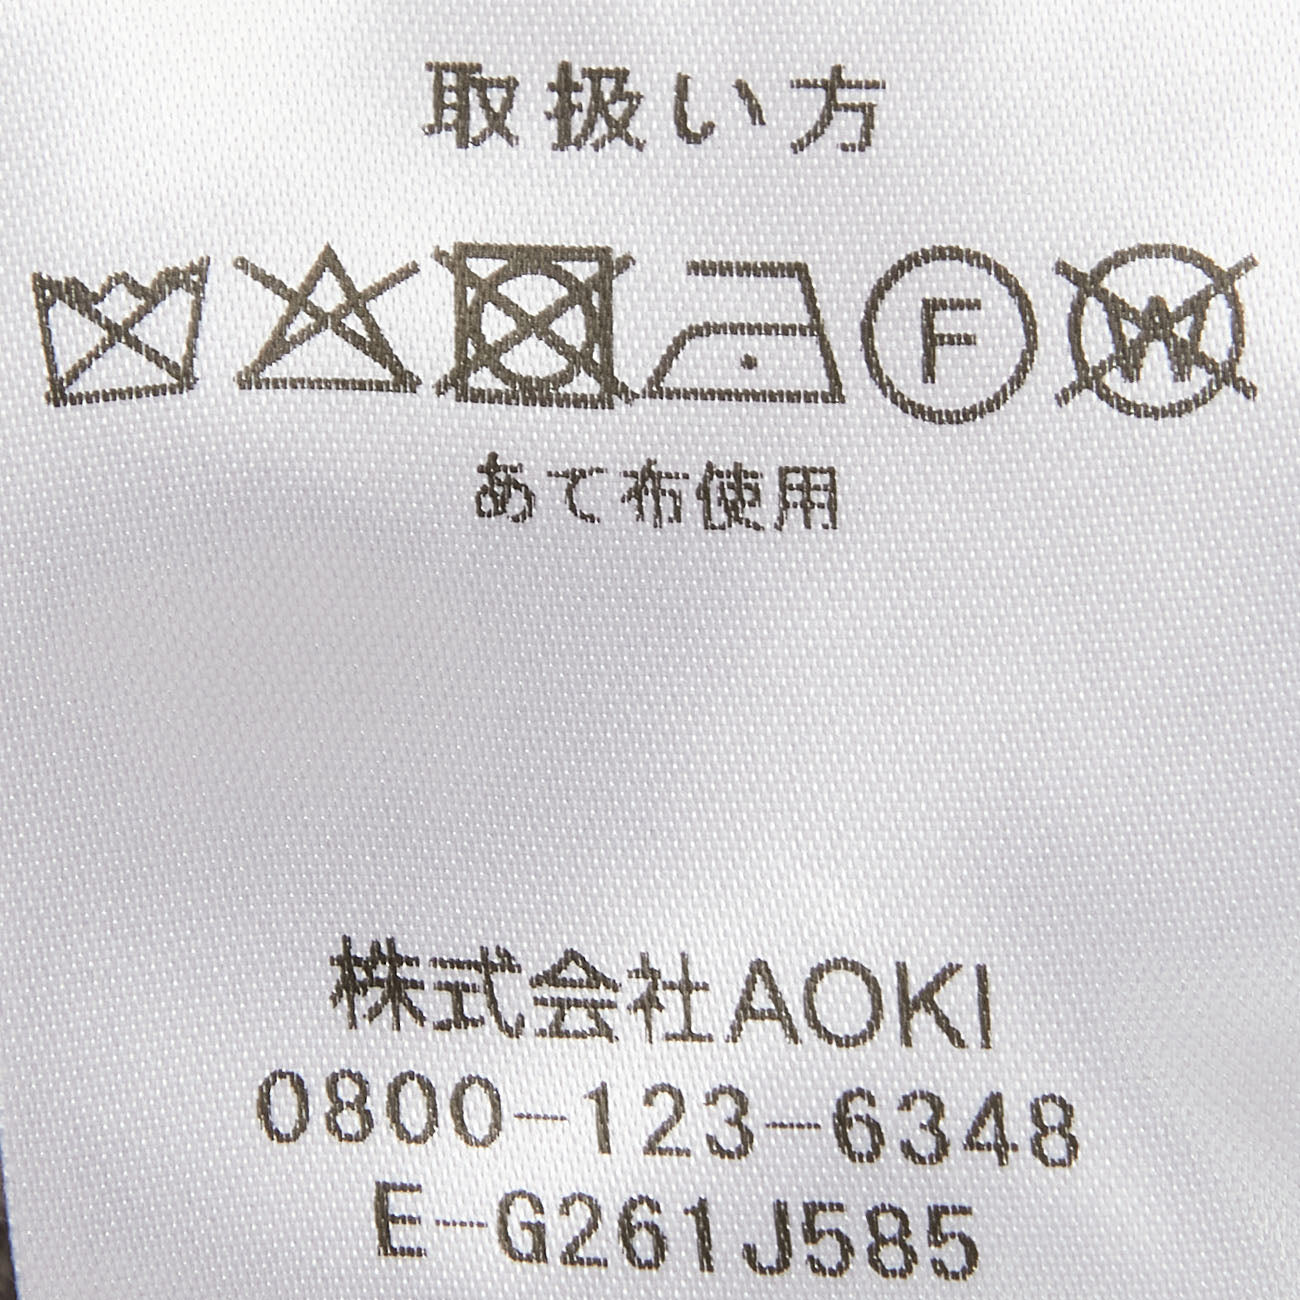 取扱い方
F W
あて布使用
株式会社AOKI
0800-123-6348
E-G261J585